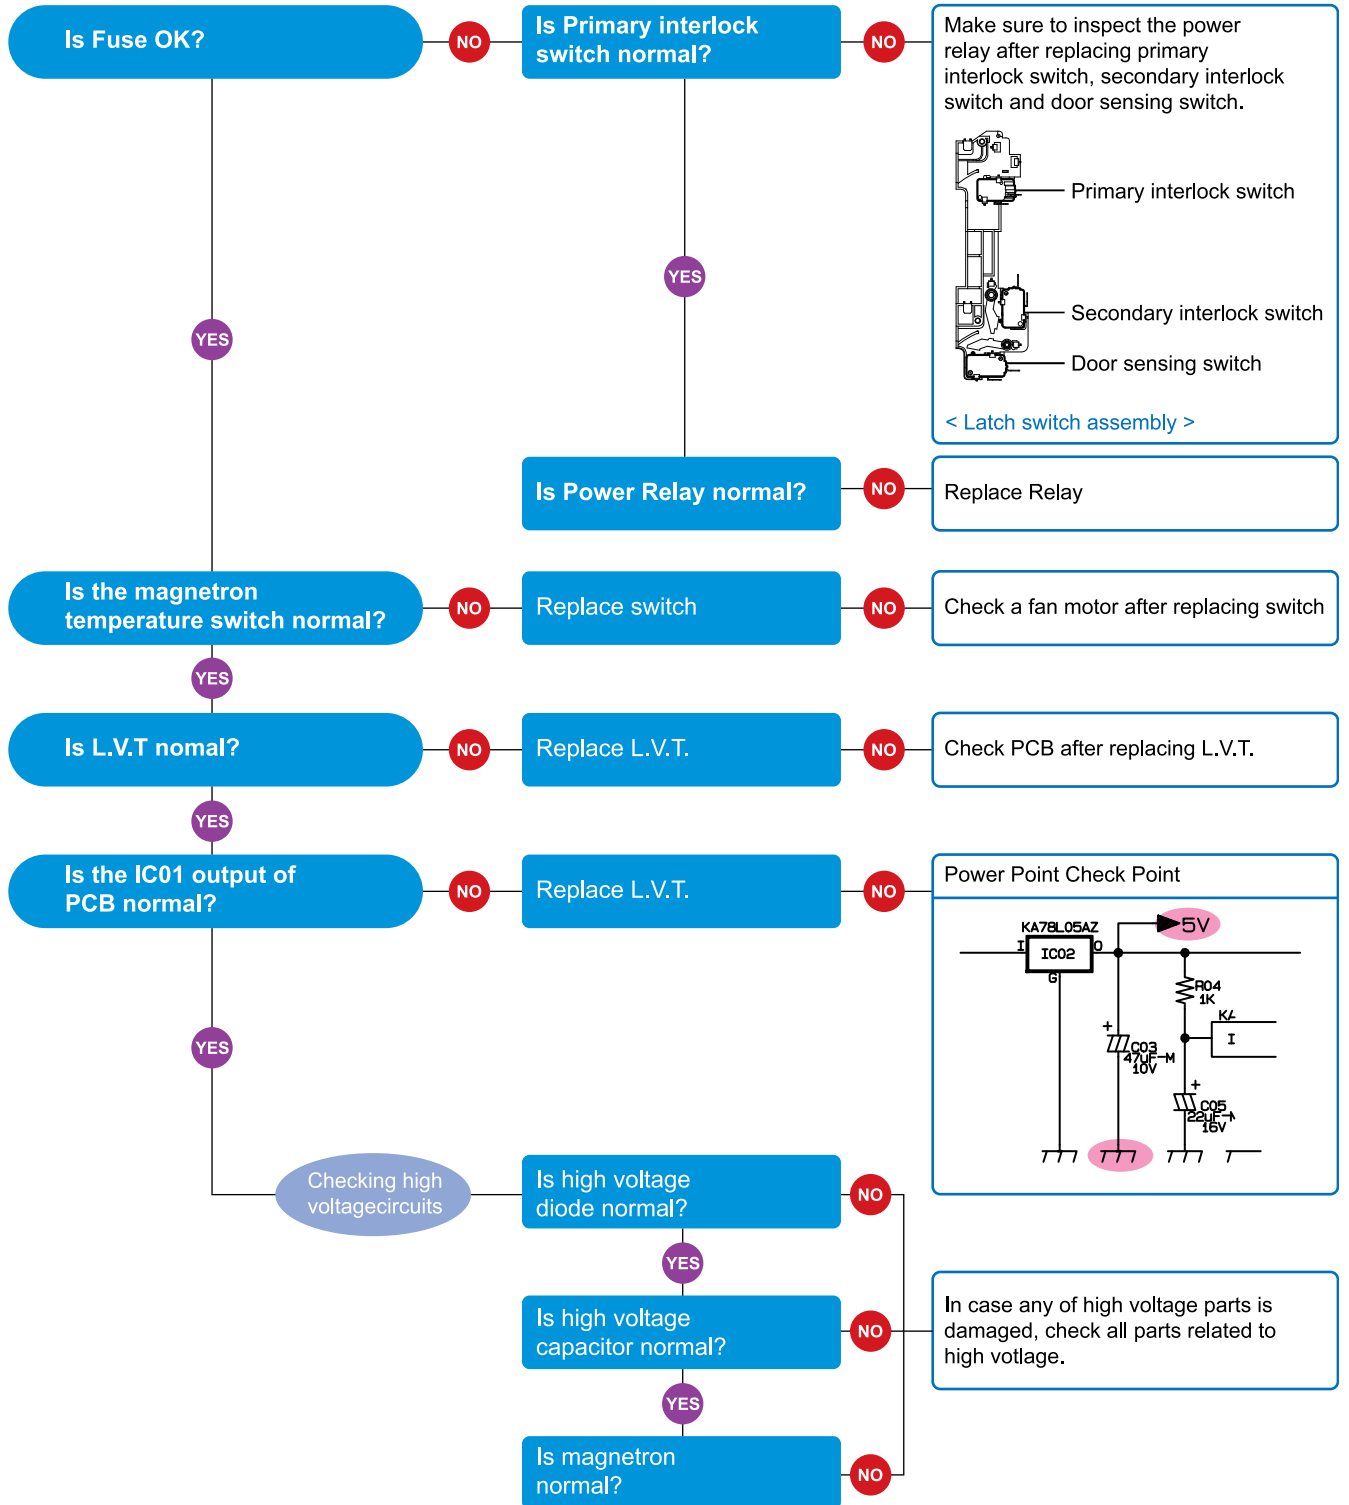 Is Fuse OK?
NO
Is Primary interlock
switch normal?
NO
Make sure to inspect the power
relay after replacing primary
interlock switch, secondary interlock
switch and door sensing switch.
Primary interlock switch
Secondary interlock switch
Door sensing switch
< Latch switch assembly >
YES
YES
Is Power Relay normal?
NO
Replace Relay
Is the magnetron
temperature switch normal?
NO
Replace switch
NO
Check a fan motor after replacing switch
YES
Is L.V.T nomal?
NO
Replace L.V.T.
NO
Check PCB after replacing L.V.T.
YES
Is the IC01 output of
PCB normal?
NO
Replace L.V.T.
NO
Power Point Check Point
KA78L05AZ
I
IC02
O
G
5V
R04
1K
KA
I
+
C03
47uF-M
10V
+
C05
22uF
16V
YES
Checking high
voltagecircuits
Is high voltage
diode normal?
NO
YES
Is high voltage
capacitor normal?
NO
In case any of high voltage parts is
damaged, check all parts related to
high votlage.
YES
Is magnetron
normal?
NO